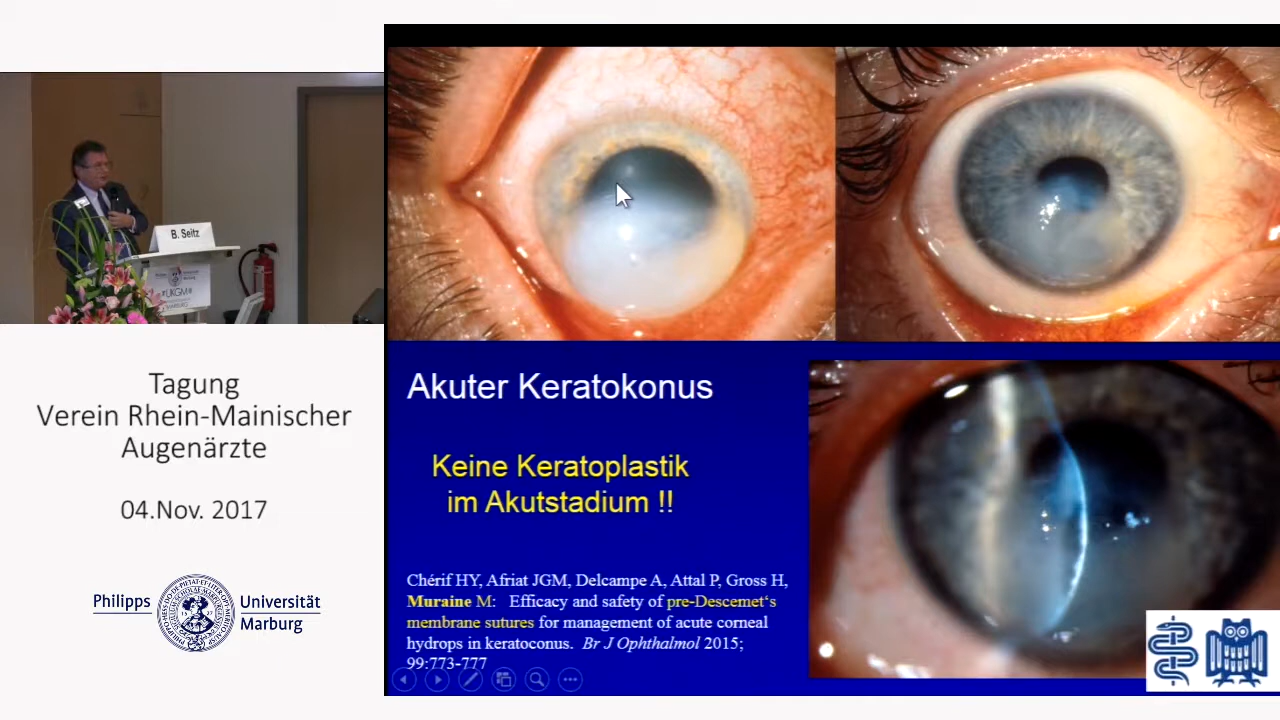 B. Seitz
UKGM
Tagung
Verein Rhein-Mainischer
Augenärzte
04.Nov. 2017
Philipps
Universität
Marburg
Akuter Keratokonus
Keine Keratoplastik
im Akutstadium !!
Chérif HY, Afriat JGM, Delcampe A, Attal P, Gross H,
Muraine M: Efficacy and safety of pre-Descemet‘s
membrane sutures for management of acute corneal
hydrops in keratoconus. Br J Ophthalmol 2015;
99:773-777